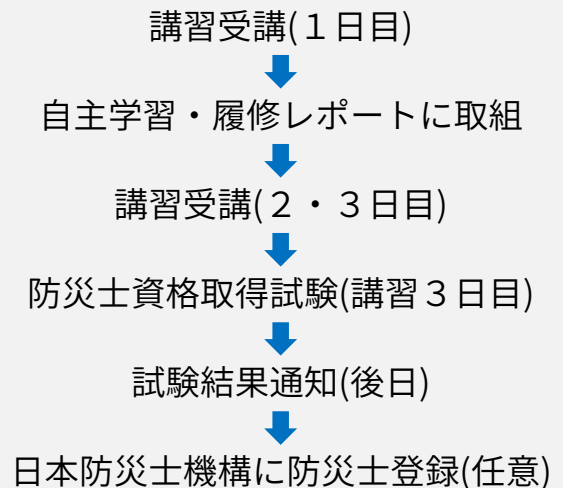 講習受講(１日目)
自主学習・履修レポートに取組
講習受講(２・３日目)
防災士資格取得試験(講習３日目)
試験結果通知(後日)
日本防災士機構に防災士登録(任意)